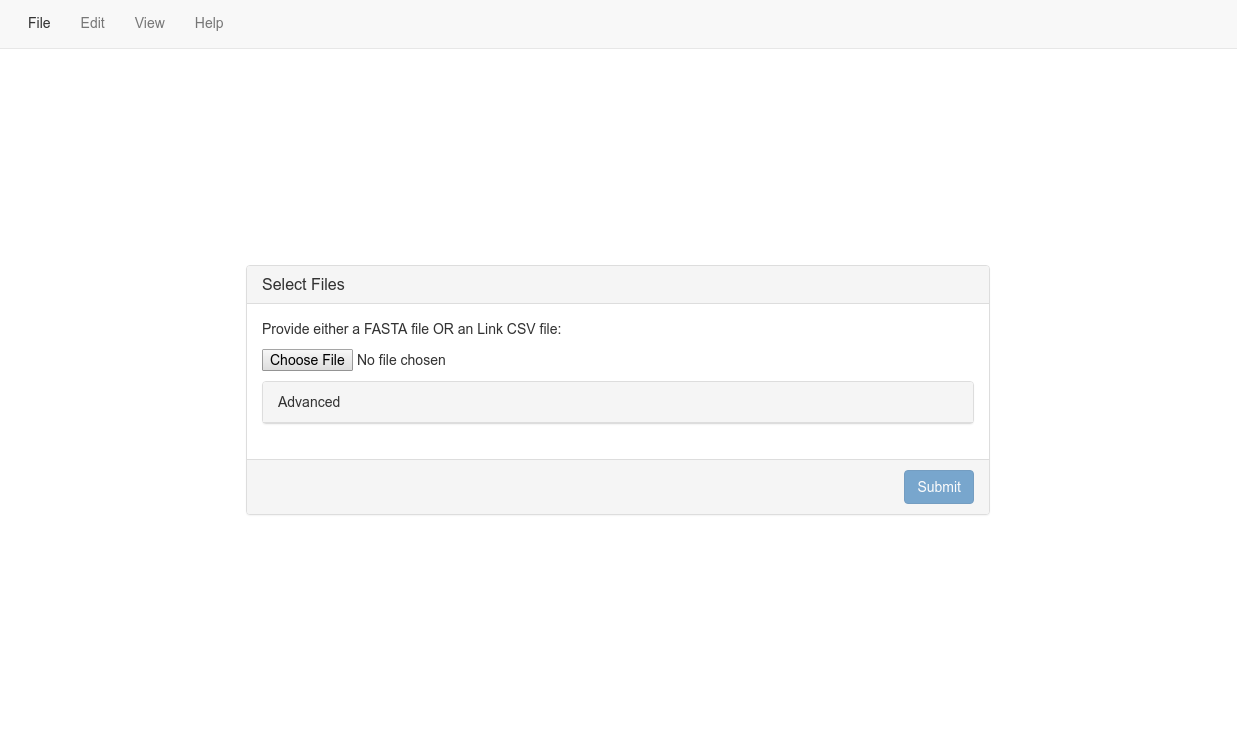 File Edit View Help
Select Files
Provide either a FASTA file OR an Link CSV file:
Choose File No file chosen
Advanced
Submit